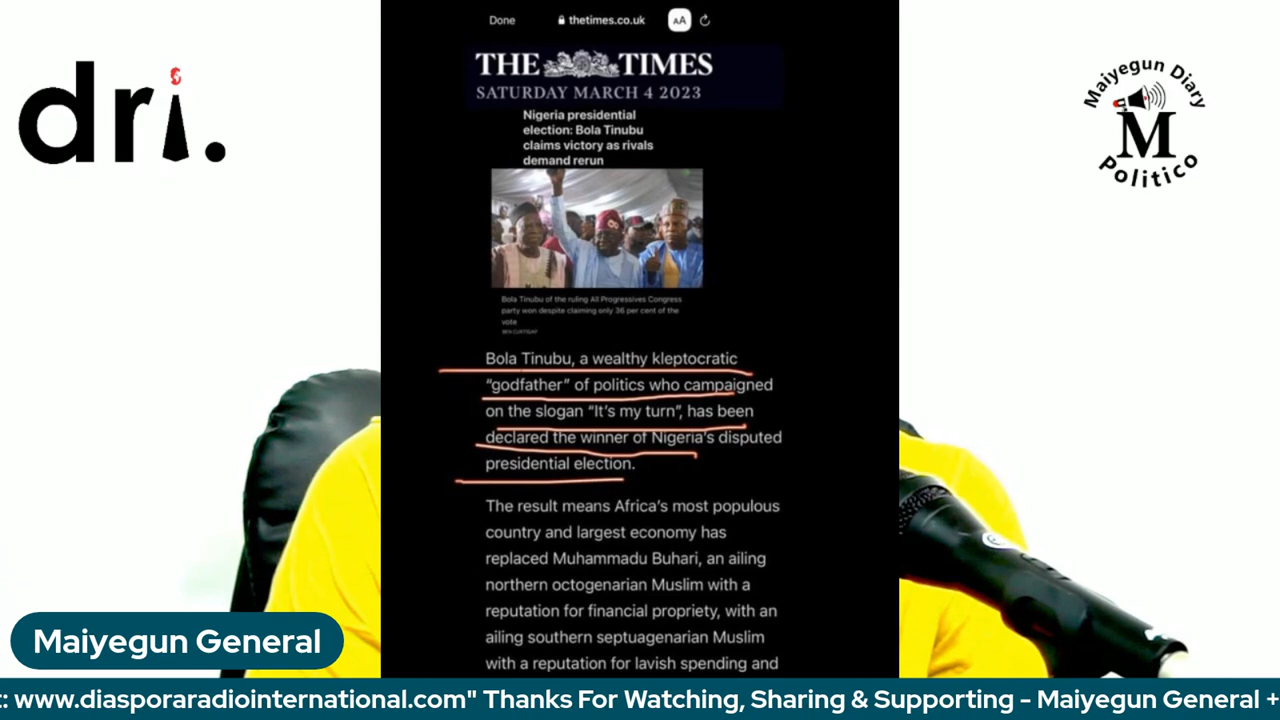 Done
thetimes.co.uk
AA
dri.
Maiyegun Diary
M
Politico
THE TIMES
SATURDAY MARCH 4 2023
Nigeria presidential
election: Bola Tinubu
claims victory as rivals
demand rerun
Bola Tinubu of the ruling All Progressives Congress
party won despite claiming only 36 per cent of the
vote
BEN CURTIS/AP
Bola Tinubu, a wealthy kleptocratic
“godfather” of politics who campaigned
on the slogan “It’s my turn”, has been
declared the winner of Nigeria’s disputed
presidential election.
The result means Africa’s most populous
country and largest economy has
replaced Muhammadu Buhari, an ailing
northern octogenarian Muslim with a
reputation for financial propriety, with an
ailing southern septuagenarian Muslim
with a reputation for lavish spending and
Maiyegun General
: www.diasporaradiointernational.com" Thanks For Watching, Sharing & Supporting - Maiyegun General +